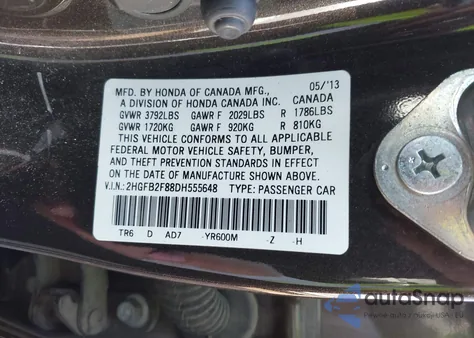 MFD. BY HONDA OF CANADA MFG., 05/'13
A DIVISION OF HONDA CANADA INC. CANADA
GVWR 3792LBS GAWR F 2029LBS R 1786LBS
GVWR 1720KG GAWR F 920KG R 810KG
THIS VEHICLE CONFORMS TO ALL APPLICABLE
FEDERAL MOTOR VEHICLE SAFETY, BUMPER,
AND THEFT PREVENTION STANDARDS IN EFFECT
ON THE DATE OF MANUFACTURE SHOWN ABOVE.
V.I.N.: 2HGFB2F88DH555648 TYPE: PASSENGER CAR
TR6 D AD7 -YR600M -Z -H
autoSnap